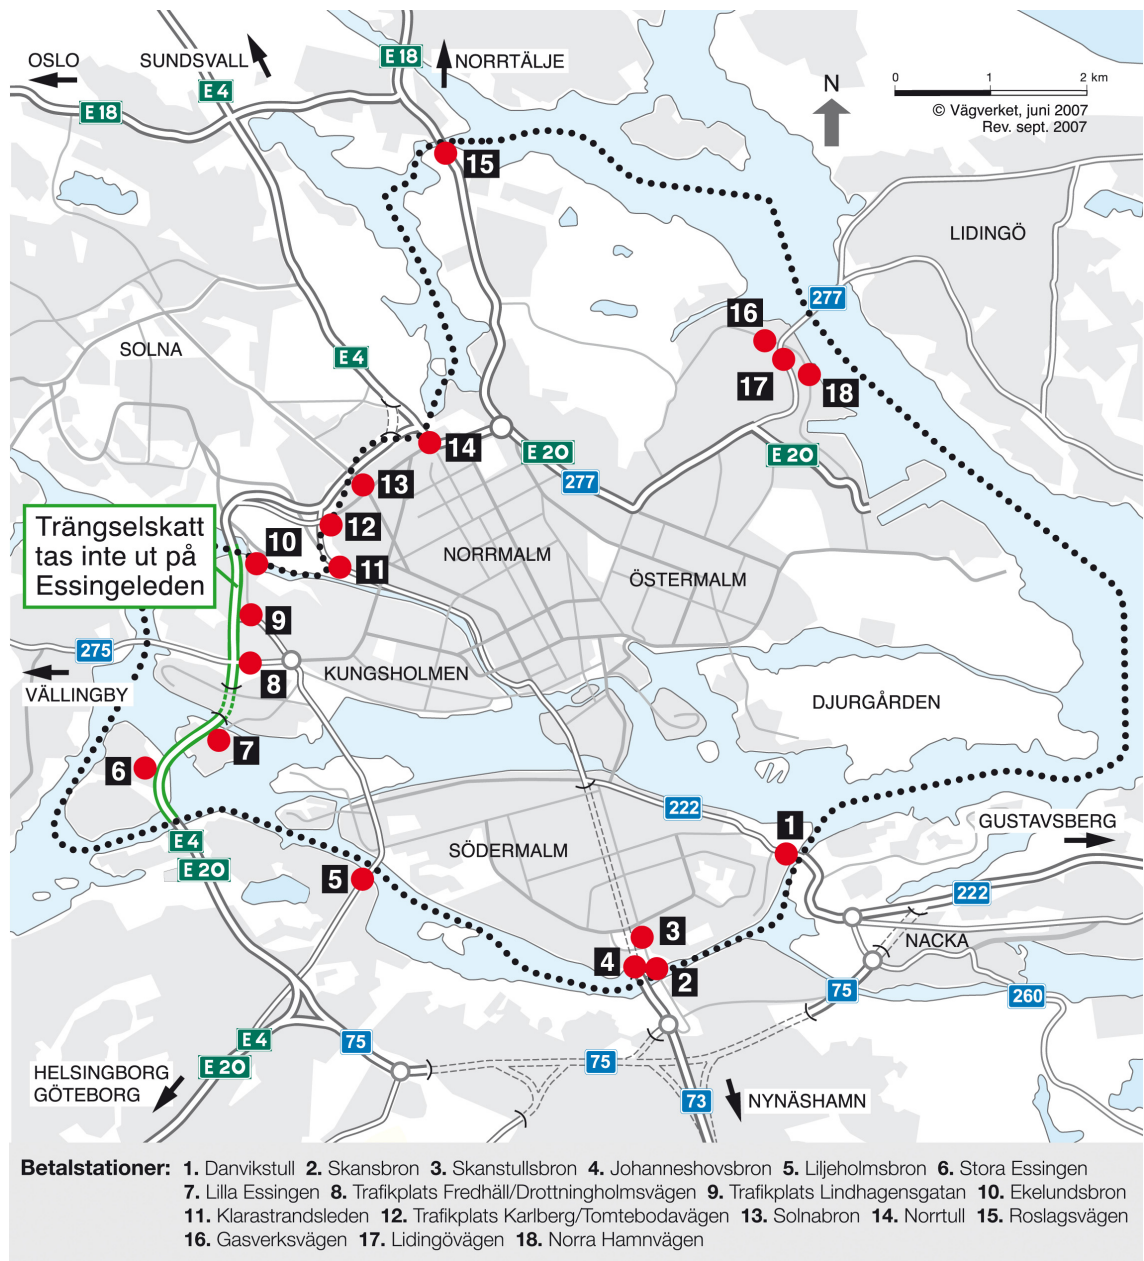 OSLO
SUNDSVALL
E 18
NORRTÄLJE
N
0 1 2 km
© Vägverket, juni 2007
Rev. sept. 2007
E 4
E 18
15
LIDINGÖ
277
16
SOLNA
E 4
17
18
14
E 20
E 20
277
13
Trängselskatt
tas inte ut på
Essingeleden
12
10
11
NORRMALM
ÖSTERMALM
9
275
8
KUNGSHOLMEN
VÄLLINGBY
DJURGÅRDEN
7
6
222
1
GUSTAVSBERG
E 4
E 20
SÖDERMALM
5
222
3
NACKA
4
2
75
260
E 4
75
E 20
75
HELSINGBORG
GÖTEBORG
73
NYNÄSHAMN
Betalstationer: 1. Danvikstull 2. Skansbron 3. Skanstullsbron 4. Johanneshovsbron 5. Liljeholmsbron 6. Stora Essingen
7. Lilla Essingen 8. Trafikplats Fredhäll/Drottningholmsvägen 9. Trafikplats Lindhagensgatan 10. Ekelundsbron
11. Klarastrandsleden 12. Trafikplats Karlberg/Tomtebodavägen 13. Solnabron 14. Norrtull 15. Roslagsvägen
16. Gasverksvägen 17. Lidingövägen 18. Norra Hamnvägen